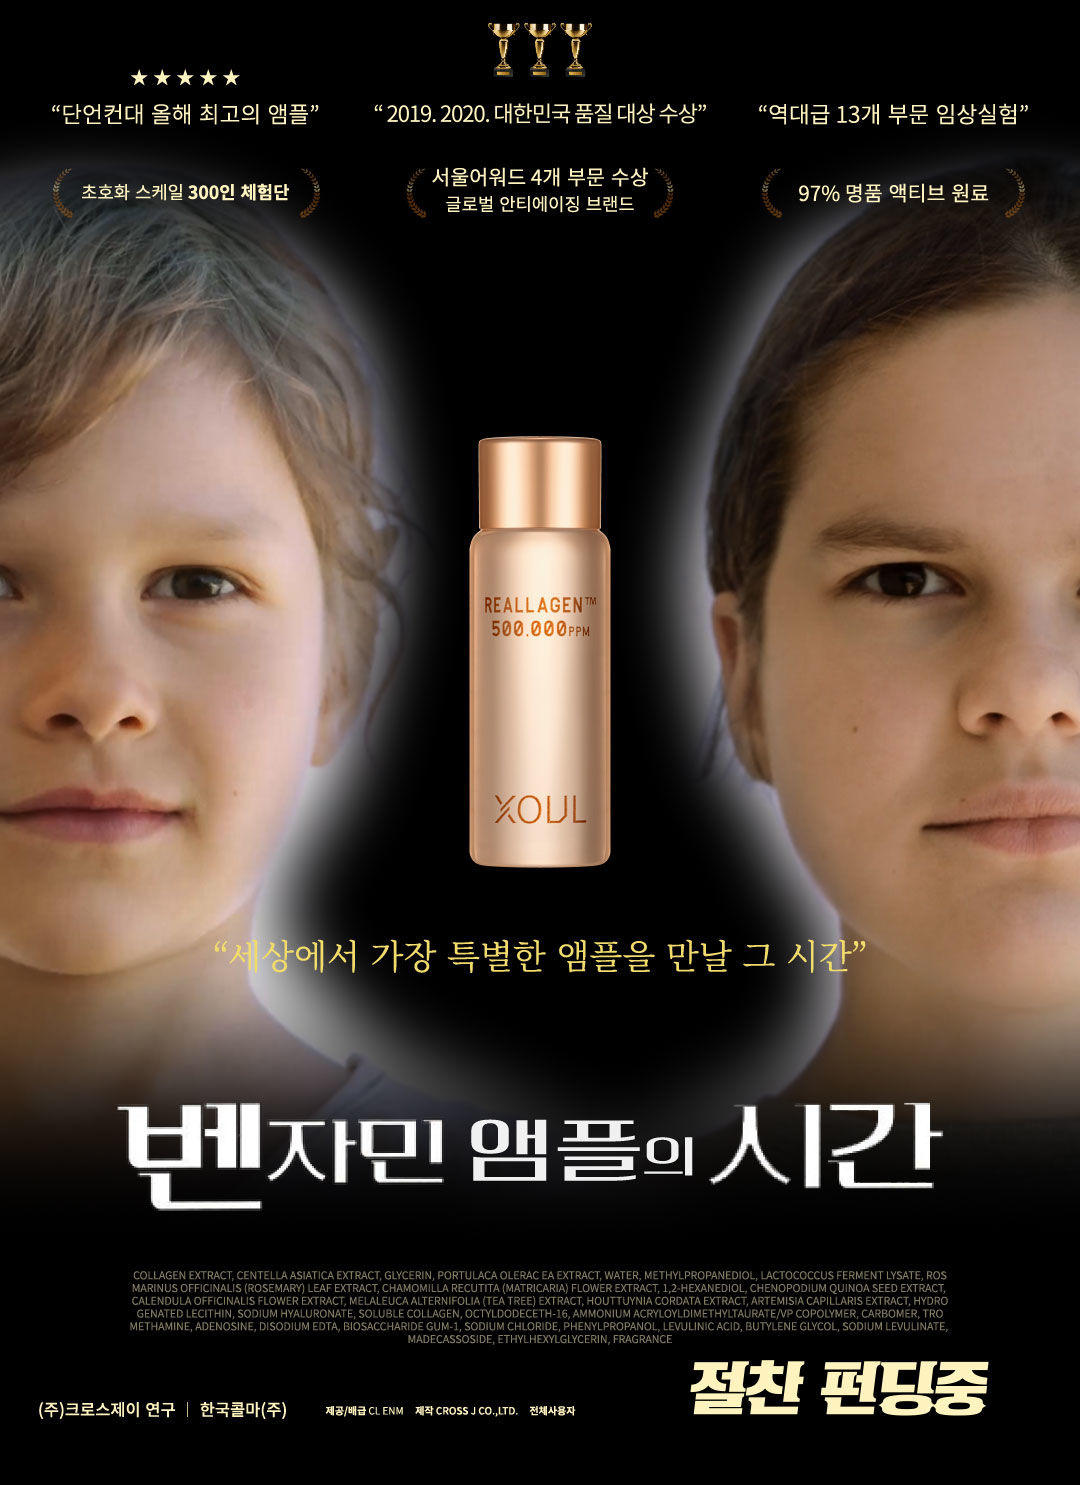 ★★★★★
“단언컨대 올해 최고의 앰플”
“ 2019. 2020. 대한민국 품질 대상 수상”
“역대급 13개 부문 임상실험”
초호화 스케일 300인 체험단
서울어워드 4개 부문 수상
글로벌 안티에이징 브랜드
97% 명품 액티브 원료
REALLAGEN™
500.000PPM
XOUL
“세상에서 가장 특별한 앰플을 만날 그 시간”
벤자민 앰플의 시간
COLLAGEN EXTRACT, CENTELLA ASIATICA EXTRACT, GLYCERIN, PORTULACA OLERAC EA EXTRACT, WATER, METHYLPROPANEDIOL, LACTOCOCCUS FERMENT LYSATE, ROS
MARINUS OFFICINALIS (ROSEMARY) LEAF EXTRACT, CHAMOMILLA RECUTITA (MATRICARIA) FLOWER EXTRACT, 1,2-HEXANEDIOL, CHENOPODIUM QUINOA SEED EXTRACT,
CALENDULA OFFICINALIS FLOWER EXTRACT, MELALEUCA ALTERNIFOLIA (TEA TREE) EXTRACT, HOUTTUYNIA CORDATA EXTRACT, ARTEMISIA CAPILLARIS EXTRACT, HYDRO
GENATED LECITHIN, SODIUM HYALURONATE, SOLUBLE COLLAGEN, OCTYLDODECETH-16, AMMONIUM ACRYLOYLDIMETHYLTAURATE/VP COPOLYMER, CARBOMER, TRO
METHAMINE, ADENOSINE, DISODIUM EDTA, BIOSACCHARIDE GUM-1, SODIUM CHLORIDE, PHENYLPROPANOL, LEVULINIC ACID, BUTYLENE GLYCOL, SODIUM LEVULINATE,
MADECASSOSIDE, ETHYLHEXYLGLYCERIN, FRAGRANCE
절찬 펀딩중
(주)크로스제이 연구 | 한국콜마(주)
제공/배급 CL ENM 제작 CROSS J CO.,LTD. 전체사용자